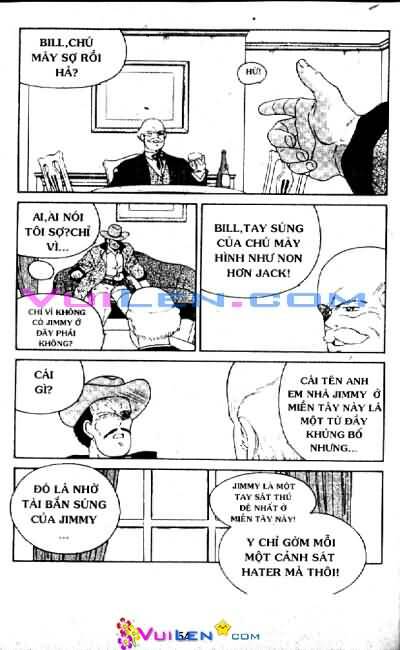 BILL,CHÚ
MÀY SỢ RỒI
HẢ?
HỪ!
AI,AI NÓI
TÔI SỢ?CHỈ
VÌ...
CHỈ VÌ KHÔNG
CÓ JIMMY Ở
ĐÂY PHẢI
KHÔNG?
BILL,TAY SÚNG
CỦA CHÚ MÀY
HÌNH NHƯ NON
HƠN JACK!
VUILEN.COM
CÁI
GÌ?
CÁI TÊN ANH
EM NHÀ JIMMY Ở
MIỀN TÂY NÀY LÀ
MỘT TỪ ĐẦY
KHỦNG BỐ
NHƯNG...
ĐÓ LÀ NHỜ
TÀI BẮN SÚNG
CỦA JIMMY
...
JIMMY LÀ MỘT
TAY SÁT THỦ
ĐỆ NHẤT Ở
MIỀN TÂY NÀY!
Y CHỈ GỜM MỖI
MỘT CẢNH SÁT
HATER MÀ THÔI!
54
VUILEN.COM